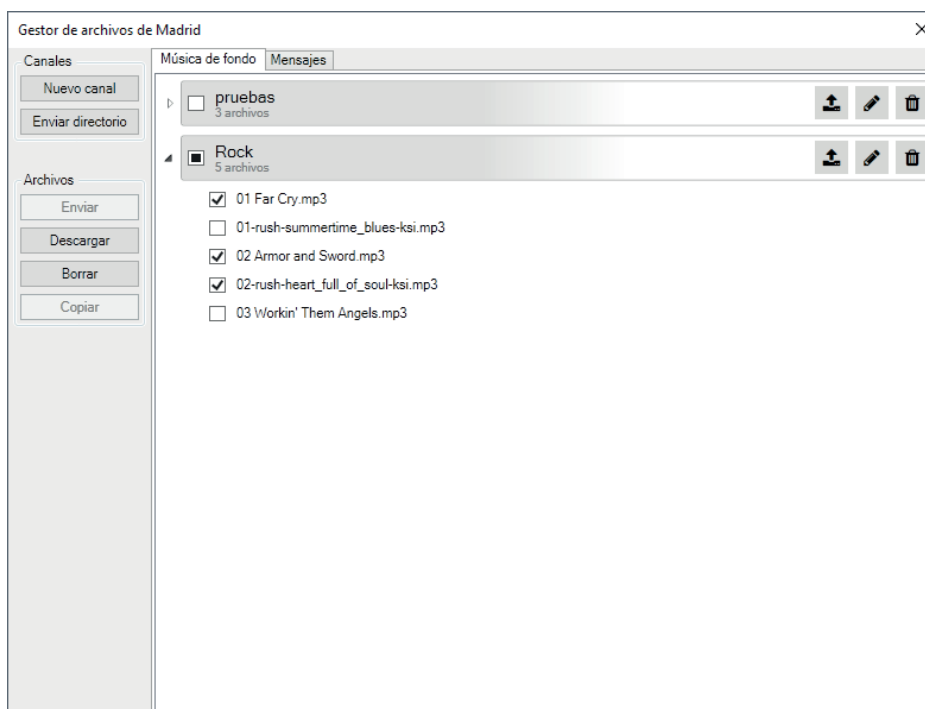 Gestor de archivos de Madrid
Canales
Nuevo canal
Enviar directorio
Archivos
Enviar
Descargar
Borrar
Copiar
Música de fondo
Mensajes
pruebas
3 archivos
Rock
5 archivos
01 Far Cry.mp3
01-rush-summertime_blues-ksi.mp3
02 Armor and Sword.mp3
02-rush-heart_full_of_soul-ksi.mp3
03 Workin' Them Angels.mp3